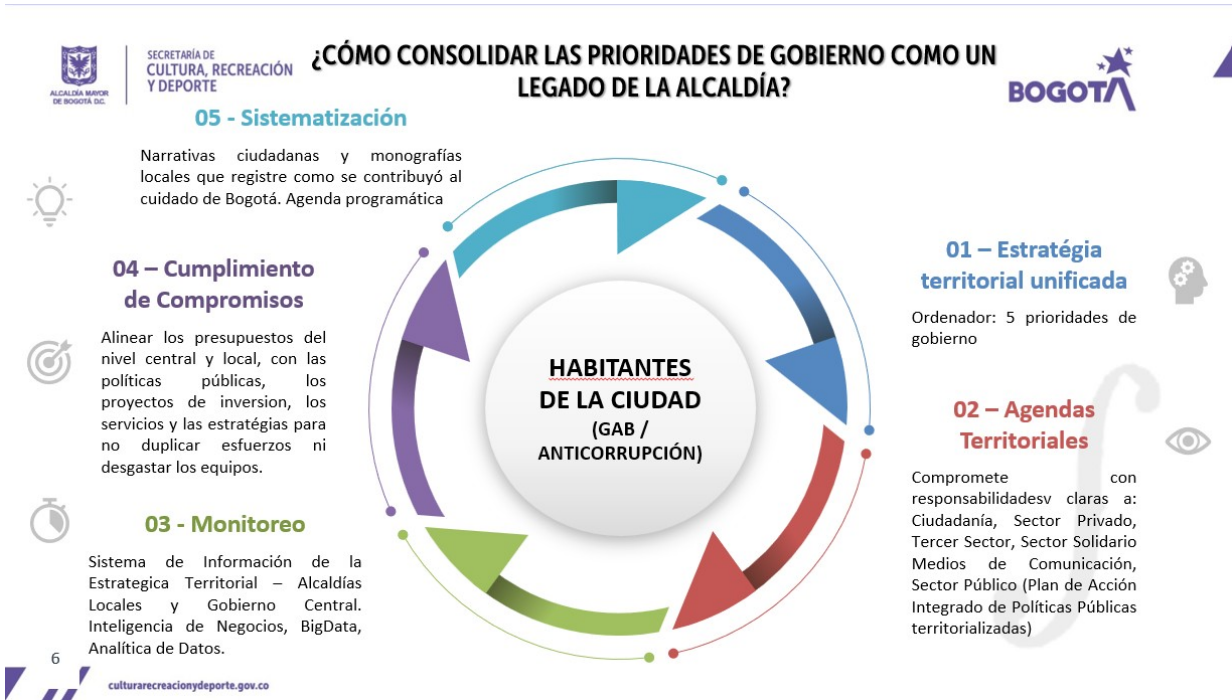 ALCALDÍA MAYOR
DE BOGOTÁ D.C.
SECRETARÍA DE
CULTURA, RECREACIÓN
Y DEPORTE
¿CÓMO CONSOLIDAR LAS PRIORIDADES DE GOBIERNO COMO UN
LEGADO DE LA ALCALDÍA?
BOGOTÁ
05 - Sistematización
Narrativas ciudadanas y monografías
locales que registre como se contribuyó al
cuidado de Bogotá. Agenda programática
01 – Estratégia
territorial unificada
Ordenador: 5 prioridades de
gobierno
04 – Cumplimiento
de Compromisos
Alinear los presupuestos del
nivel central y local, con las
políticas públicas, los
proyectos de inversion, los
servicios y las estratégias para
no duplicar esfuerzos ni
desgastar los equipos.
HABITANTES
DE LA CIUDAD
(GAB /
ANTICORRUPCIÓN)
02 – Agendas
Territoriales
Compromete con
responsabilidadesv claras a:
Ciudadanía, Sector Privado,
Tercer Sector, Sector Solidario
Medios de Comunicación,
Sector Público (Plan de Acción
Integrado de Políticas Públicas
territorializadas)
03 - Monitoreo
Sistema de Información de la
Estrategica Territorial – Alcaldías
Locales y Gobierno Central.
Inteligencia de Negocios, BigData,
Analítica de Datos.
6
culturarecreacionydeporte.gov.co